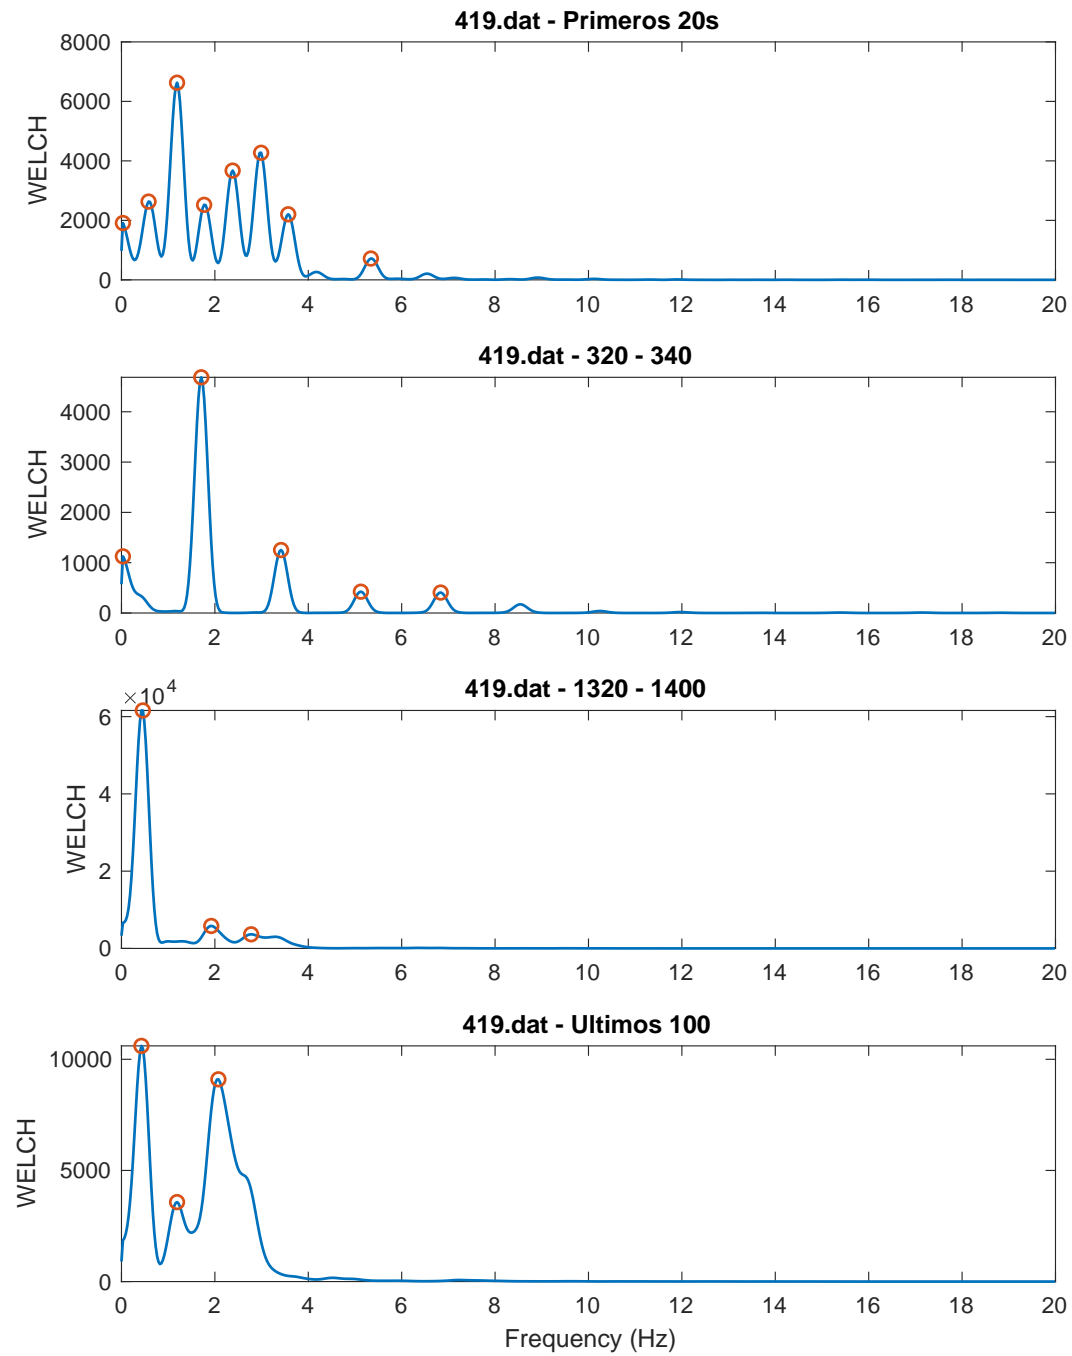 419.dat - Primeros 20s
8000
6000
4000
2000
0
WELCH
0 2 4 6 8 10 12 14 16 18 20
419.dat - 320 - 340
4000
3000
2000
1000
0
WELCH
0 2 4 6 8 10 12 14 16 18 20
419.dat - 1320 - 1400
×10^4
6
4
2
0
WELCH
0 2 4 6 8 10 12 14 16 18 20
419.dat - Ultimos 100
10000
5000
0
WELCH
0 2 4 6 8 10 12 14 16 18 20
Frequency (Hz)